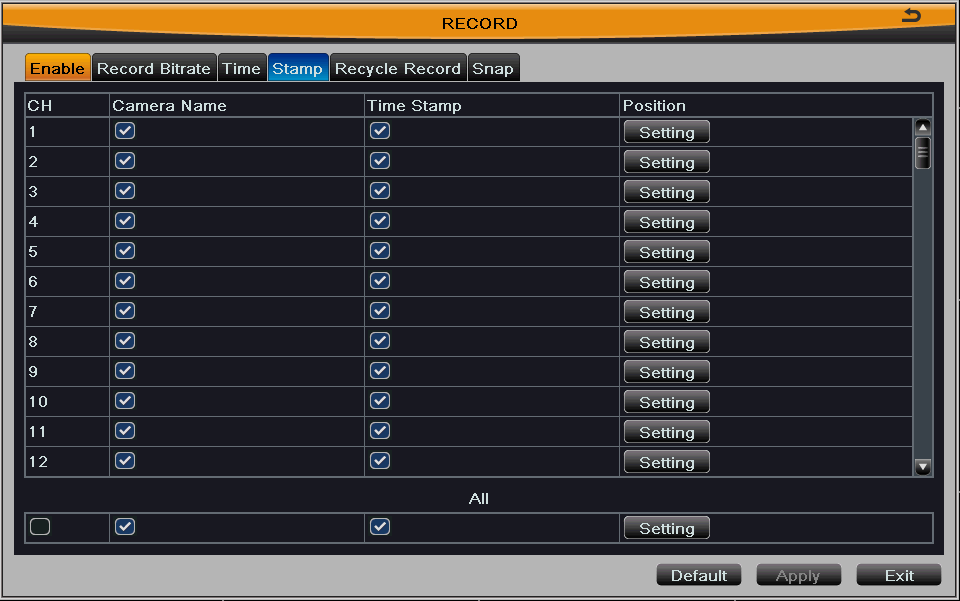 RECORD
Enable Record Bitrate Time Stamp Recycle Record Snap
CH Camera Name Time Stamp Position
1 Setting
2 Setting
3 Setting
4 Setting
5 Setting
6 Setting
7 Setting
8 Setting
9 Setting
10 Setting
11 Setting
12 Setting
All
Setting
Default Apply Exit